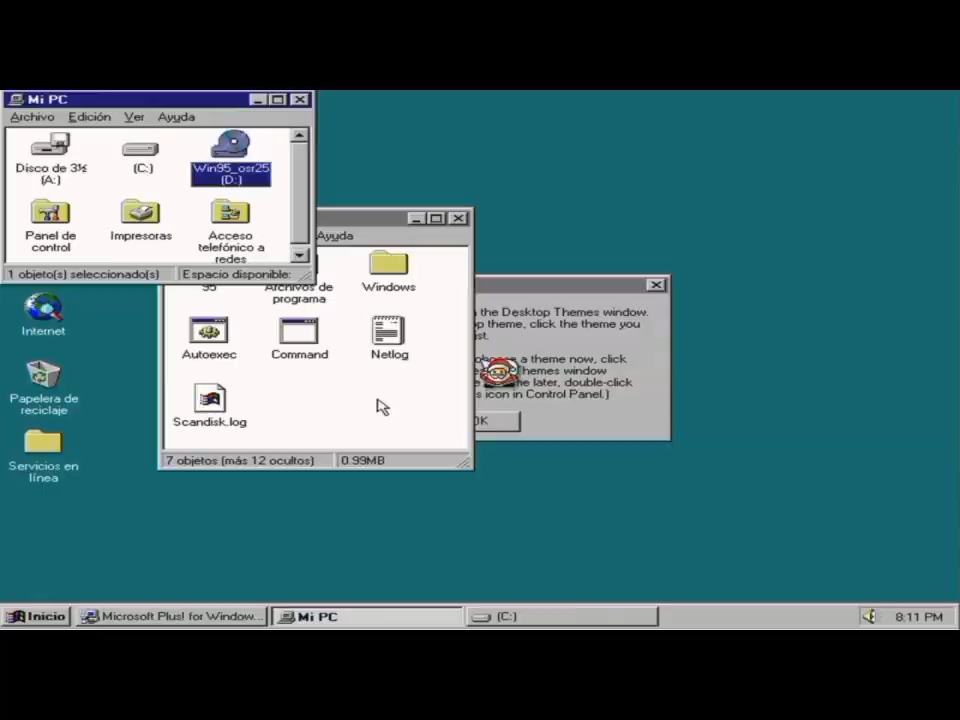 Mi PC
Archivo Edición Ver Ayuda
Disco de 3½
(A:)
(C:)
Win95_osr25
(D:)
Panel de
control
Impresoras
Acceso
telefónico a
redes
1 objeto(s) seleccionado(s)
Espacio disponible:
Ayuda
95
Archivos de
programa
Windows
Autoexec
Command
Netlog
Scandisk.log
7 objetos (más 12 ocultos)
0.99MB
the Desktop Themes window.
theme, click the theme you
a theme now, click
Themes window
later, double-click
icon in Control Panel.)
OK
Internet
Papelera de
reciclaje
Servicios en
línea
Inicio
Microsoft Plus! for Window...
Mi PC
(C:)
8:11 PM